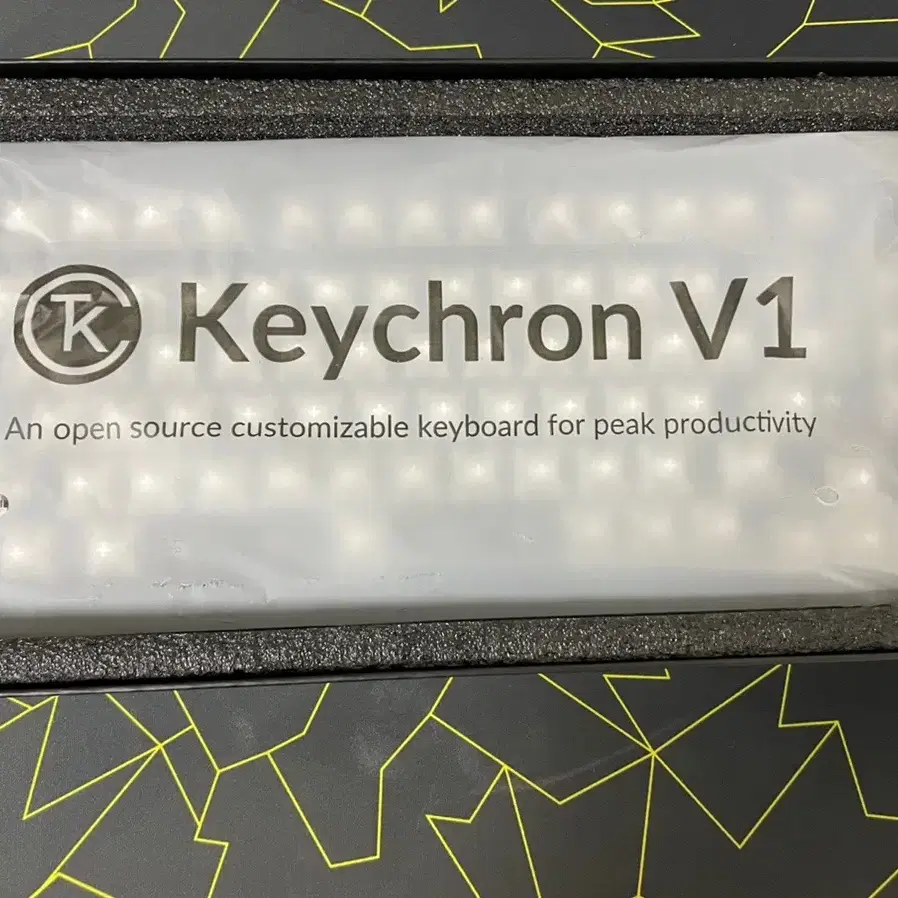 TK Keychron V1
An open source customizable keyboard for peak productivity